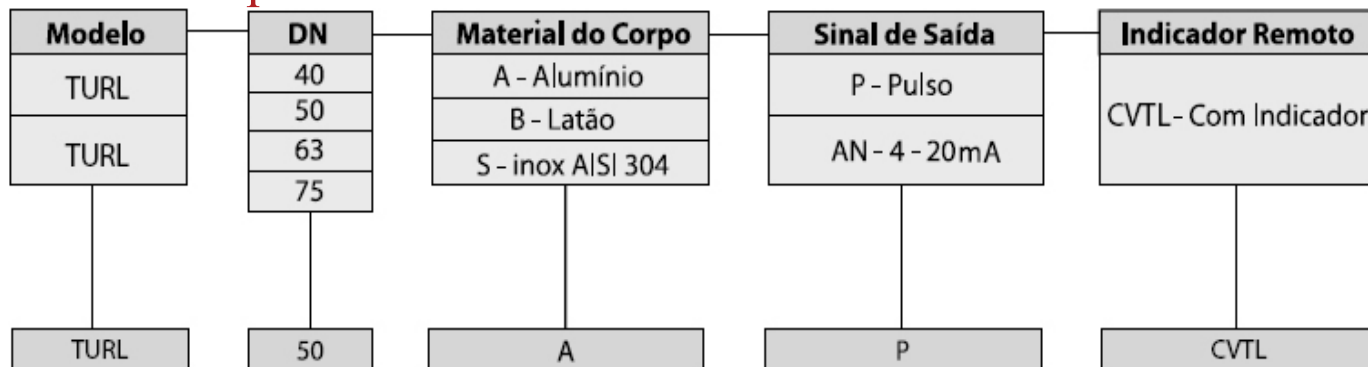 Modelo DN Material do Corpo Sinal de Saída Indicador Remoto
TURL
TURL
40
50
63
75
A - Alumínio
B - Latão
S - inox AISI 304
P - Pulso
AN - 4 - 20mA
CVTL - Com Indicador
TURL 50 A P CVTL